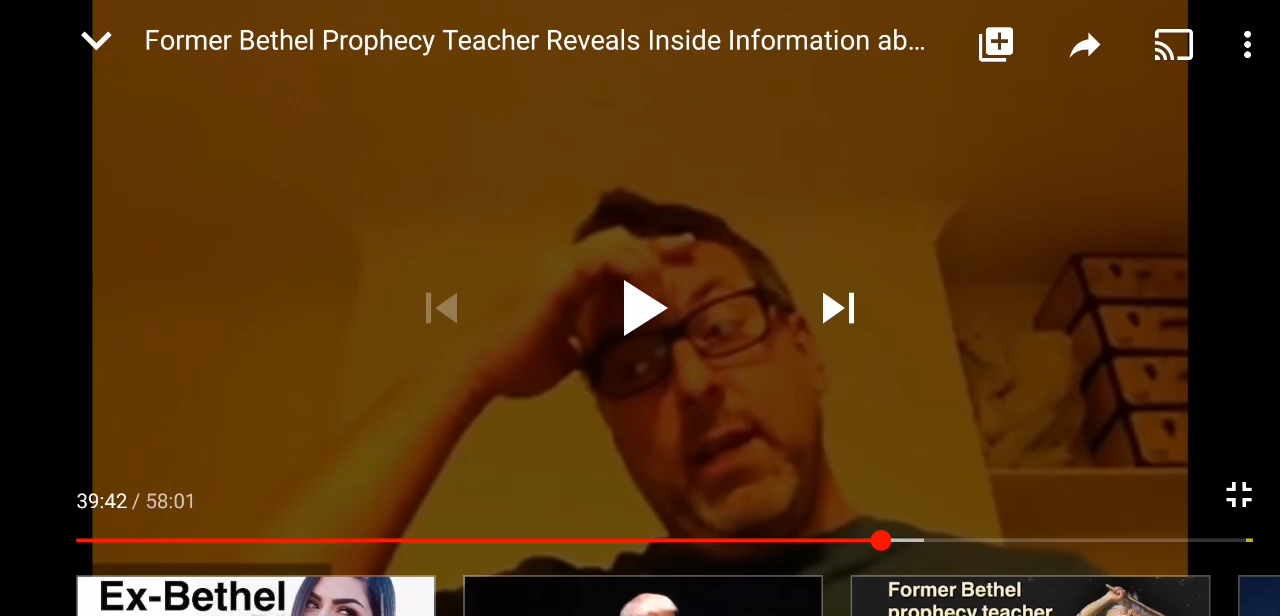 Former Bethel Prophecy Teacher Reveals Inside Information ab...
39:42 / 58:01
Ex-Bethel
Former Bethel
prophecy teacher